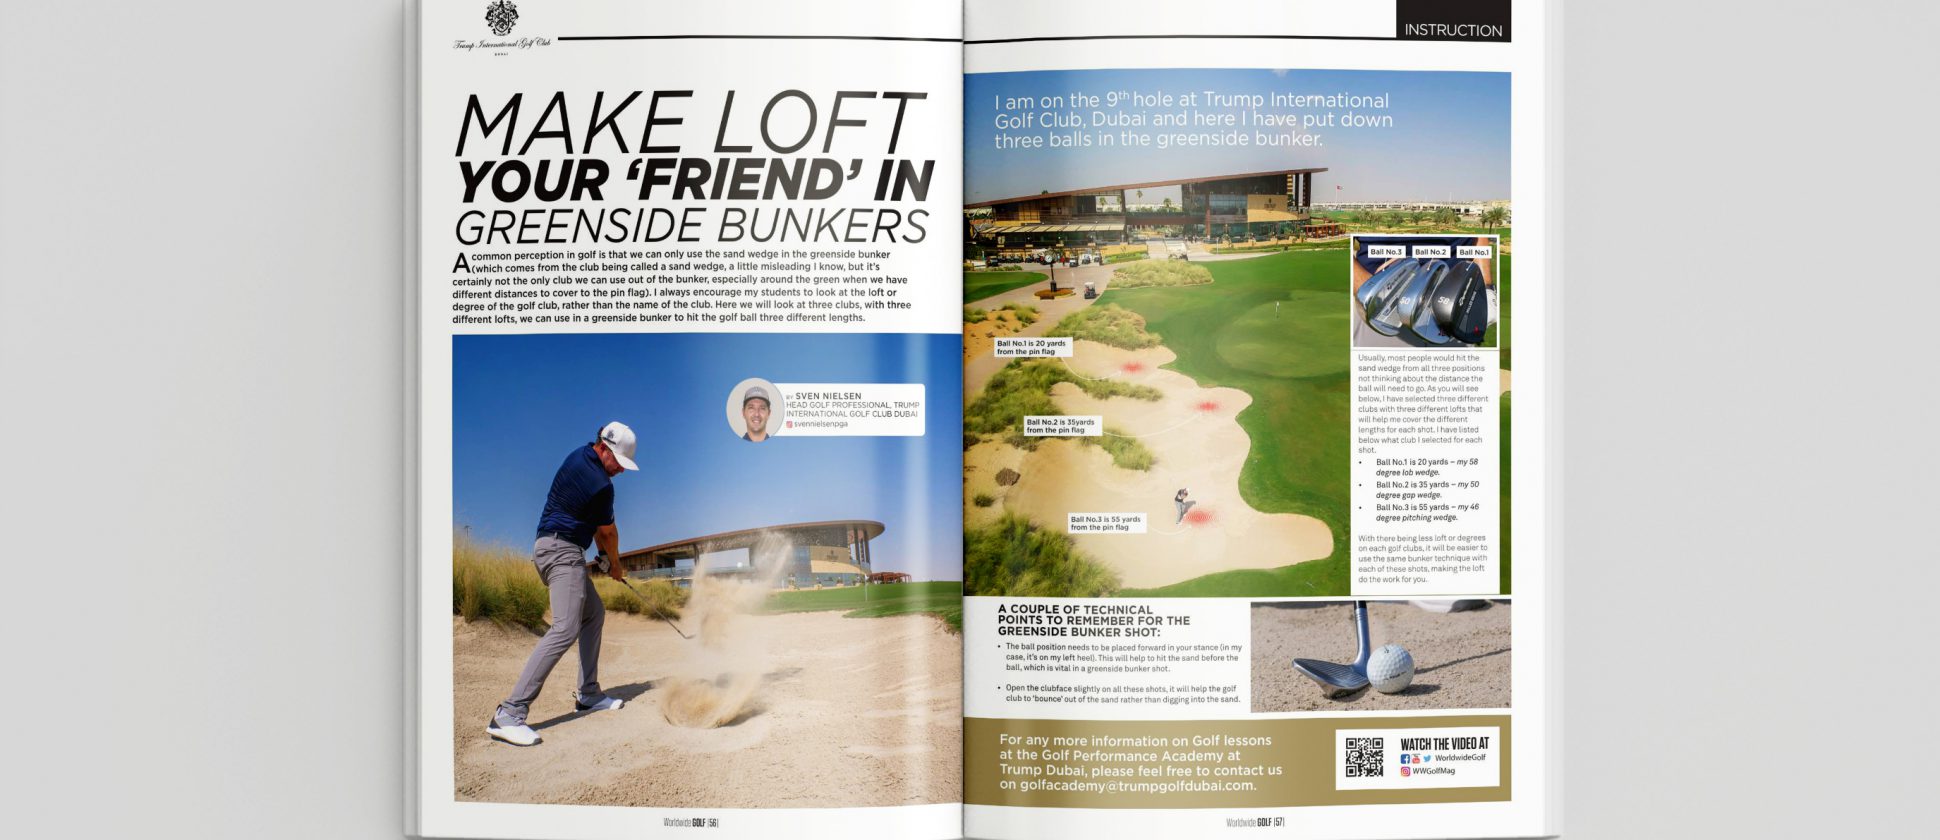 Trump International Golf Club
DUBAI
MAKE LOFT
YOUR ‘FRIEND’ IN
GREENSIDE BUNKERS
A common perception in golf is that we can only use the sand wedge in the greenside bunker
(which comes from the club being called a sand wedge, a little misleading I know, but it's
certainly not the only club we can use out of the bunker, especially around the green when we have
different distances to cover to the pin flag). I always encourage my students to look at the loft or
degree of the golf club, rather than the name of the club. Here we will look at three clubs, with three
different lofts, we can use in a greenside bunker to hit the golf ball three different lengths.
BY SVEN NIELSEN
HEAD GOLF PROFESSIONAL, TRUMP
INTERNATIONAL GOLF CLUB DUBAI
svennielsenpga
Worldwide GOLF |56|
INSTRUCTION
I am on the 9th hole at Trump International
Golf Club, Dubai and here I have put down
three balls in the greenside bunker.
Ball No.3 Ball No.2 Ball No.1
50
58
Ball No.1 is 20 yards
from the pin flag
Ball No.2 is 35yards
from the pin flag
Ball No.3 is 55 yards
from the pin flag
Usually, most people would hit the
sand wedge from all three positions
not thinking about the distance the
ball will need to go. As you will see
below, I have selected three different
clubs with three different lofts that
will help me cover the different
lengths for each shot. I have listed
below what club I selected for each
shot.
• Ball No.1 is 20 yards – my 58
degree lob wedge.
• Ball No.2 is 35 yards – my 50
degree gap wedge.
• Ball No.3 is 55 yards – my 46
degree pitching wedge.
With there being less loft or degrees
on each golf clubs, it will be easier to
use the same bunker technique with
each of these shots, making the loft
do the work for you.
A COUPLE OF TECHNICAL
POINTS TO REMEMBER FOR THE
GREENSIDE BUNKER SHOT:
• The ball position needs to be placed forward in your stance (in my
case, it's on my left heel). This will help to hit the sand before the
ball, which is vital in a greenside bunker shot.
• Open the clubface slightly on all these shots, it will help the golf
club to 'bounce' out of the sand rather than digging into the sand.
For any more information on Golf lessons
at the Golf Performance Academy at
Trump Dubai, please feel free to contact us
on golfacademy@trumpgolfdubai.com.
WATCH THE VIDEO AT
WorldwideGolf
WWGolfMag
Worldwide GOLF |57|